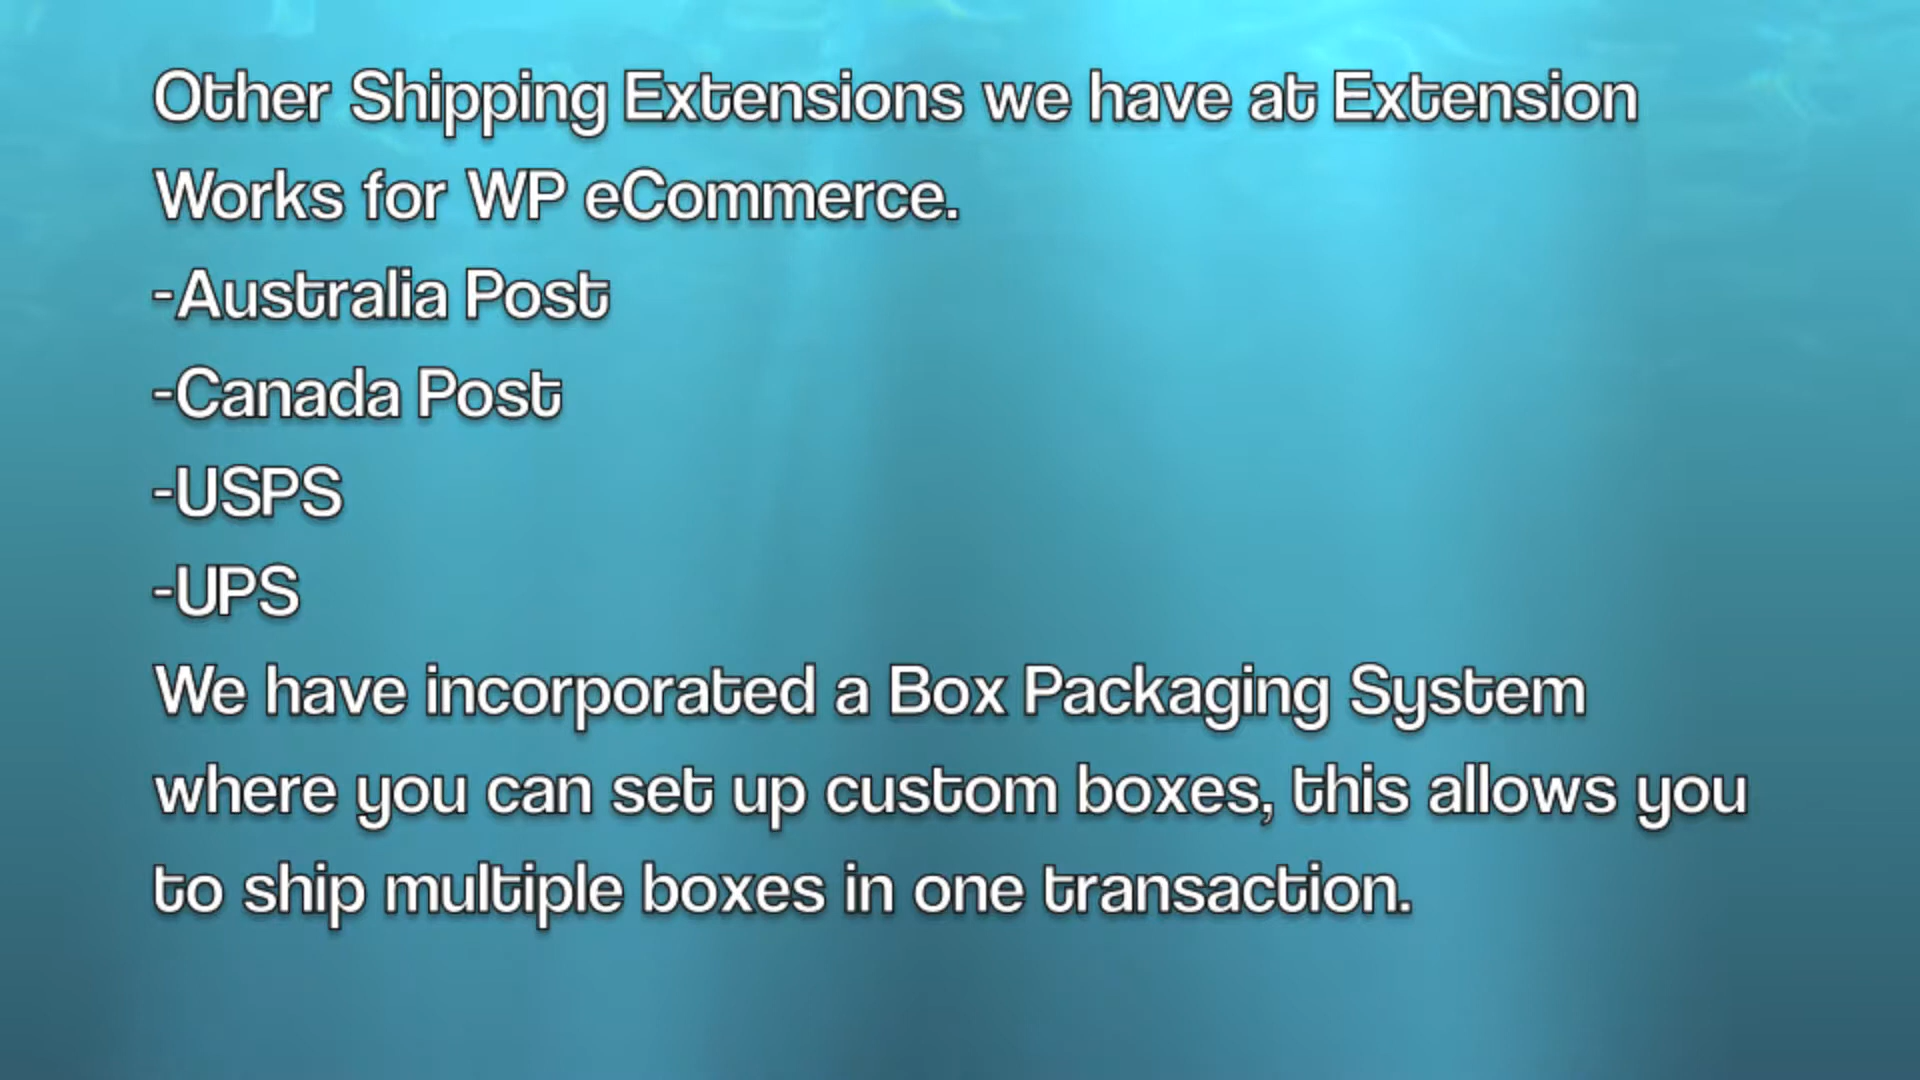 Other Shipping Extensions we have at Extension
Works for WP eCommerce.
-Australia Post
-Canada Post
-USPS
-UPS
We have incorporated a Box Packaging System
where you can set up custom boxes, this allows you
to ship multiple boxes in one transaction.